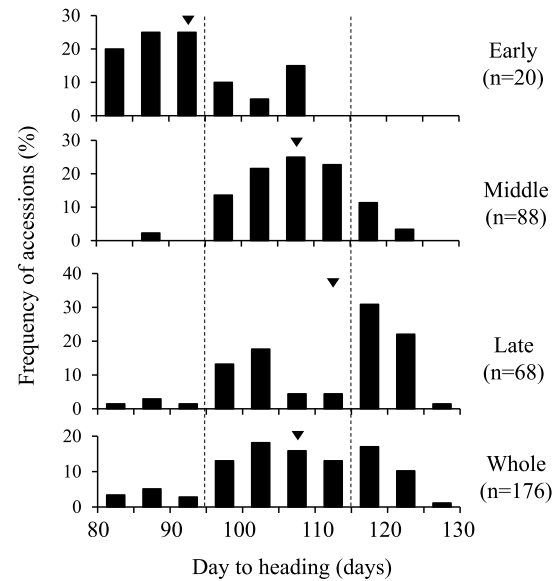 30
20
10
0
Early
(n=20)
30
20
10
0
Middle
(n=88)
Frequency of accessions (%)
40
30
20
10
0
Late
(n=68)
20
10
0
Whole
(n=176)
80 90 100 110 120 130
Day to heading (days)